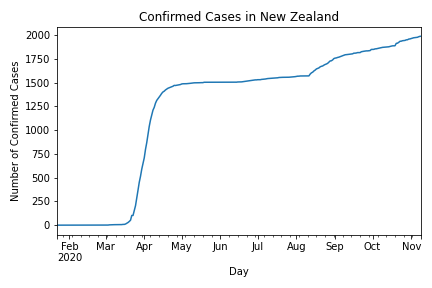 Confirmed Cases in New Zealand
Number of Confirmed Cases
2000
1750
1500
1250
1000
750
500
250
0
Feb Mar Apr May Jun Jul Aug Sep Oct Nov
2020
Day